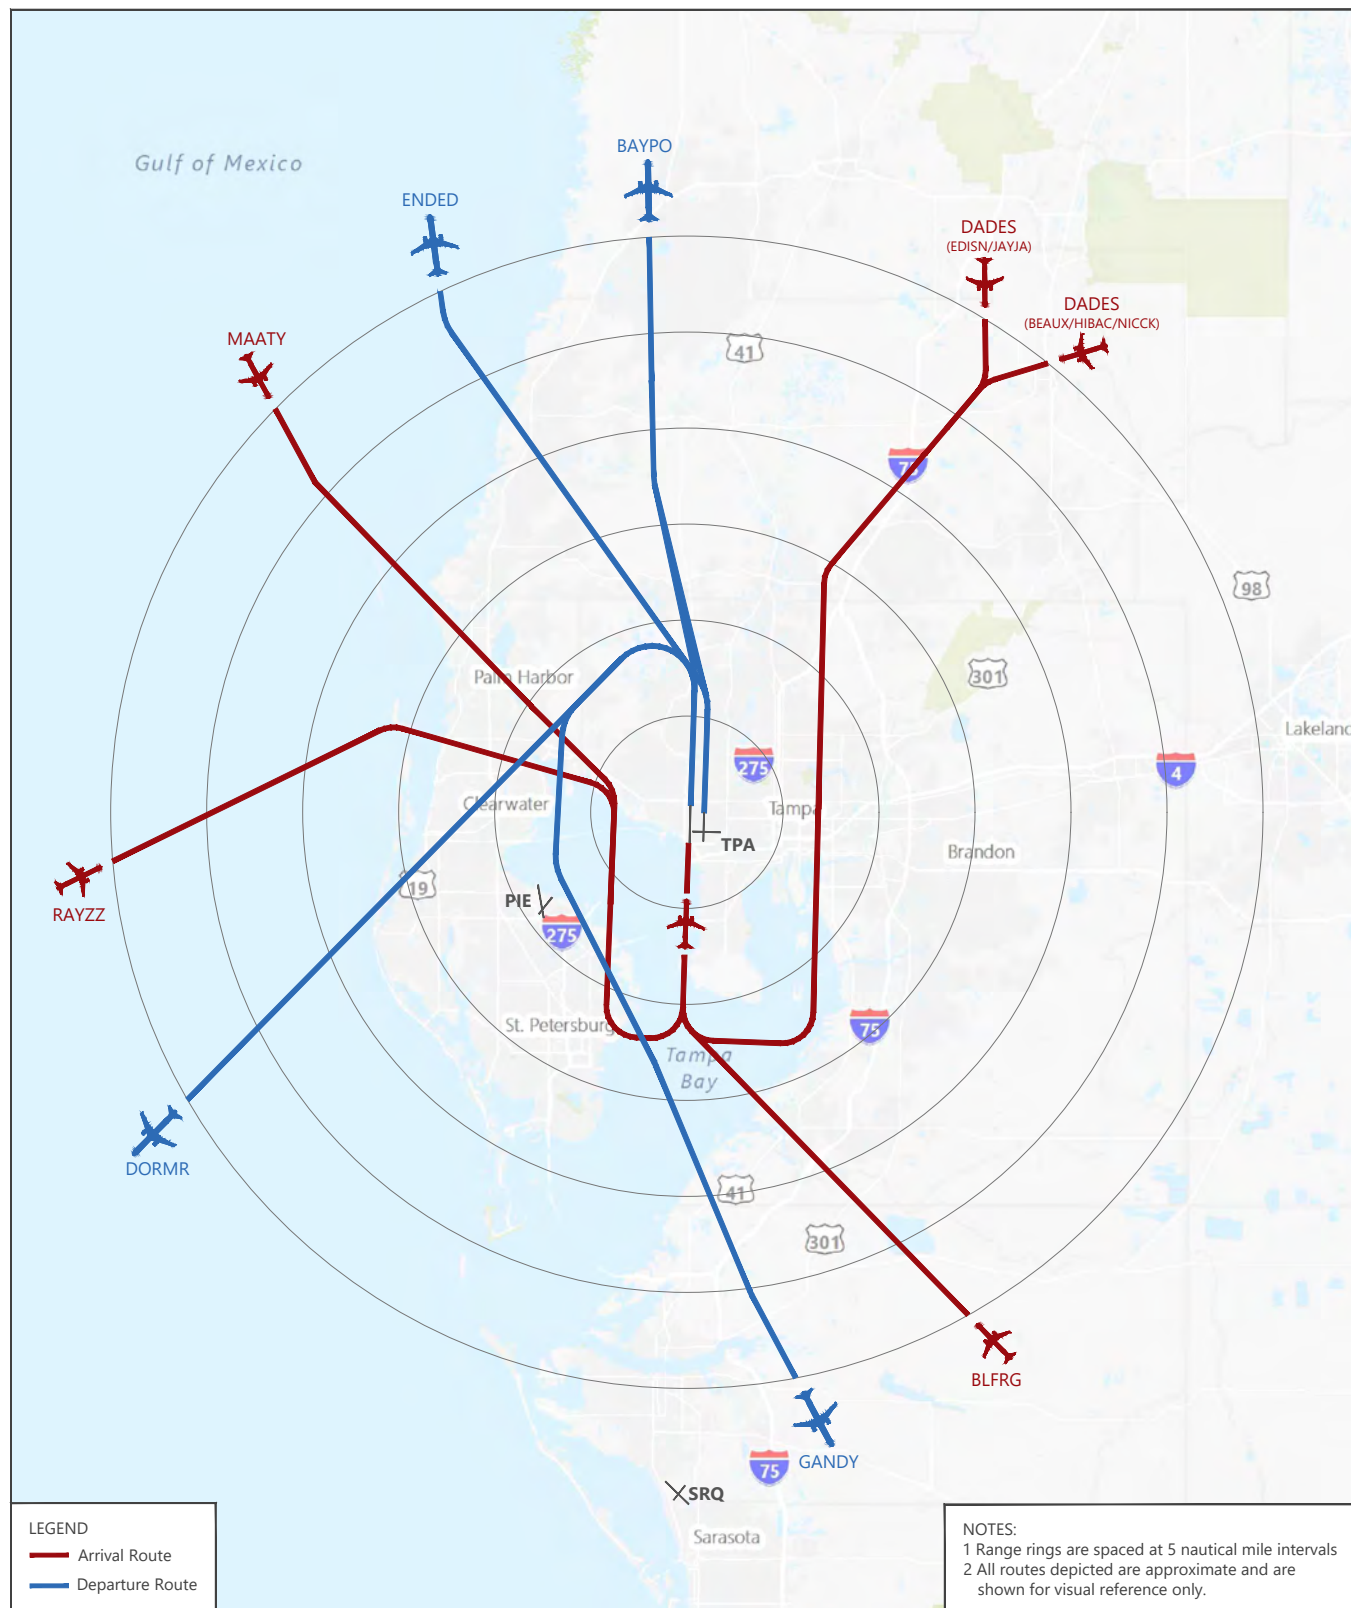 BAYPO
Gulf of Mexico
ENDED
DADES
(EDISN/JAYJA)
DADES
(BEAUX/HIBAC/NICCK)
MAATY
41
75
98
Palm Harbor
301
Lakeland
275
4
Clearwater
Tampa
TPA
Brandon
19
PIE
RAYZZ
275
St. Petersburg
75
Tampa
Bay
DORMR
41
301
BLFRG
GANDY
75
SRQ
Sarasota
LEGEND
Arrival Route
Departure Route
NOTES:
1 Range rings are spaced at 5 nautical mile intervals
2 All routes depicted are approximate and are
shown for visual reference only.